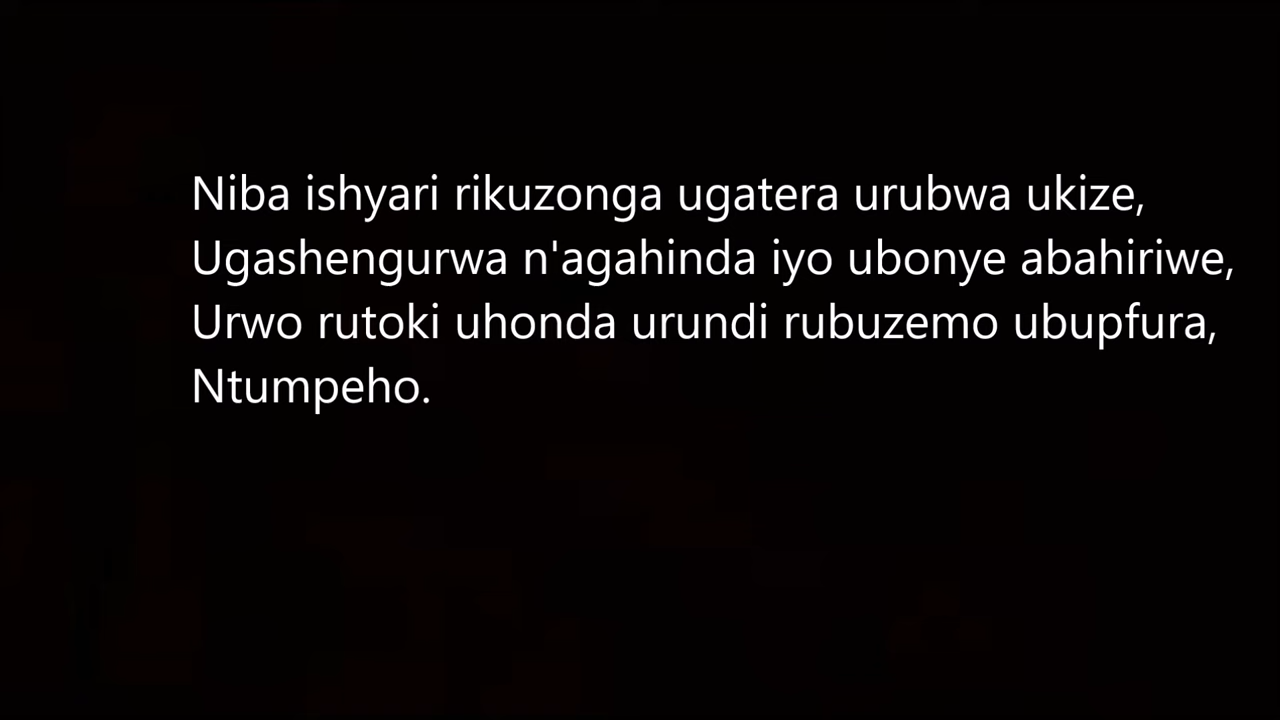 Niba ishyari rikuzonga ugatera urubwa ukize,
Ugashengurwa n'agahinda iyo ubonye abahiriwe,
Urwo rutoki uhonda urundi rubuzemo ubupfura,
Ntumpeho.